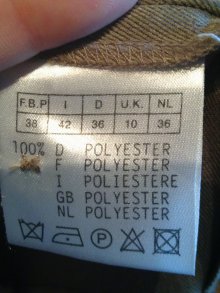 F.B.P I D U.K. NL
38 42 36 10 36
100% D POLYESTER
F POLYESTER
I POLIESTERE
GB POLYESTER
NL POLYESTER
P